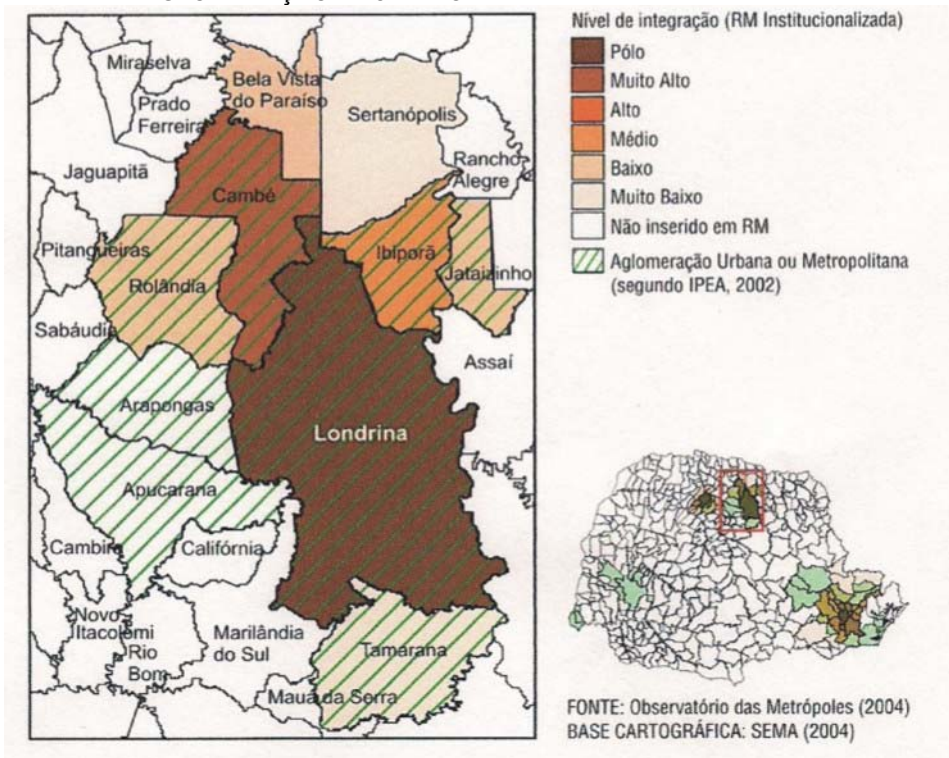 Miraselva
Prado
Ferreira
Bela Vista
do Paraíso
Sertanópolis
Rancho
Alegre
Jaguapitã
Cambé
Pitangueiras
Ibiporã
Jataizinho
Rolândia
Sabáudia
Assaí
Arapongas
Londrina
Apucarana
Cambira
Califórnia
Novo
Itacolomi
Rio
Bom
Marilândia
do Sul
Tamarana
Mauá da Serra
Nível de integração (RM Institucionalizada)
Pólo
Muito Alto
Alto
Médio
Baixo
Muito Baixo
Não inserido em RM
Aglomeração Urbana ou Metropolitana
(segundo IPEA, 2002)
FONTE: Observatório das Metrópoles (2004)
BASE CARTOGRÁFICA: SEMA (2004)